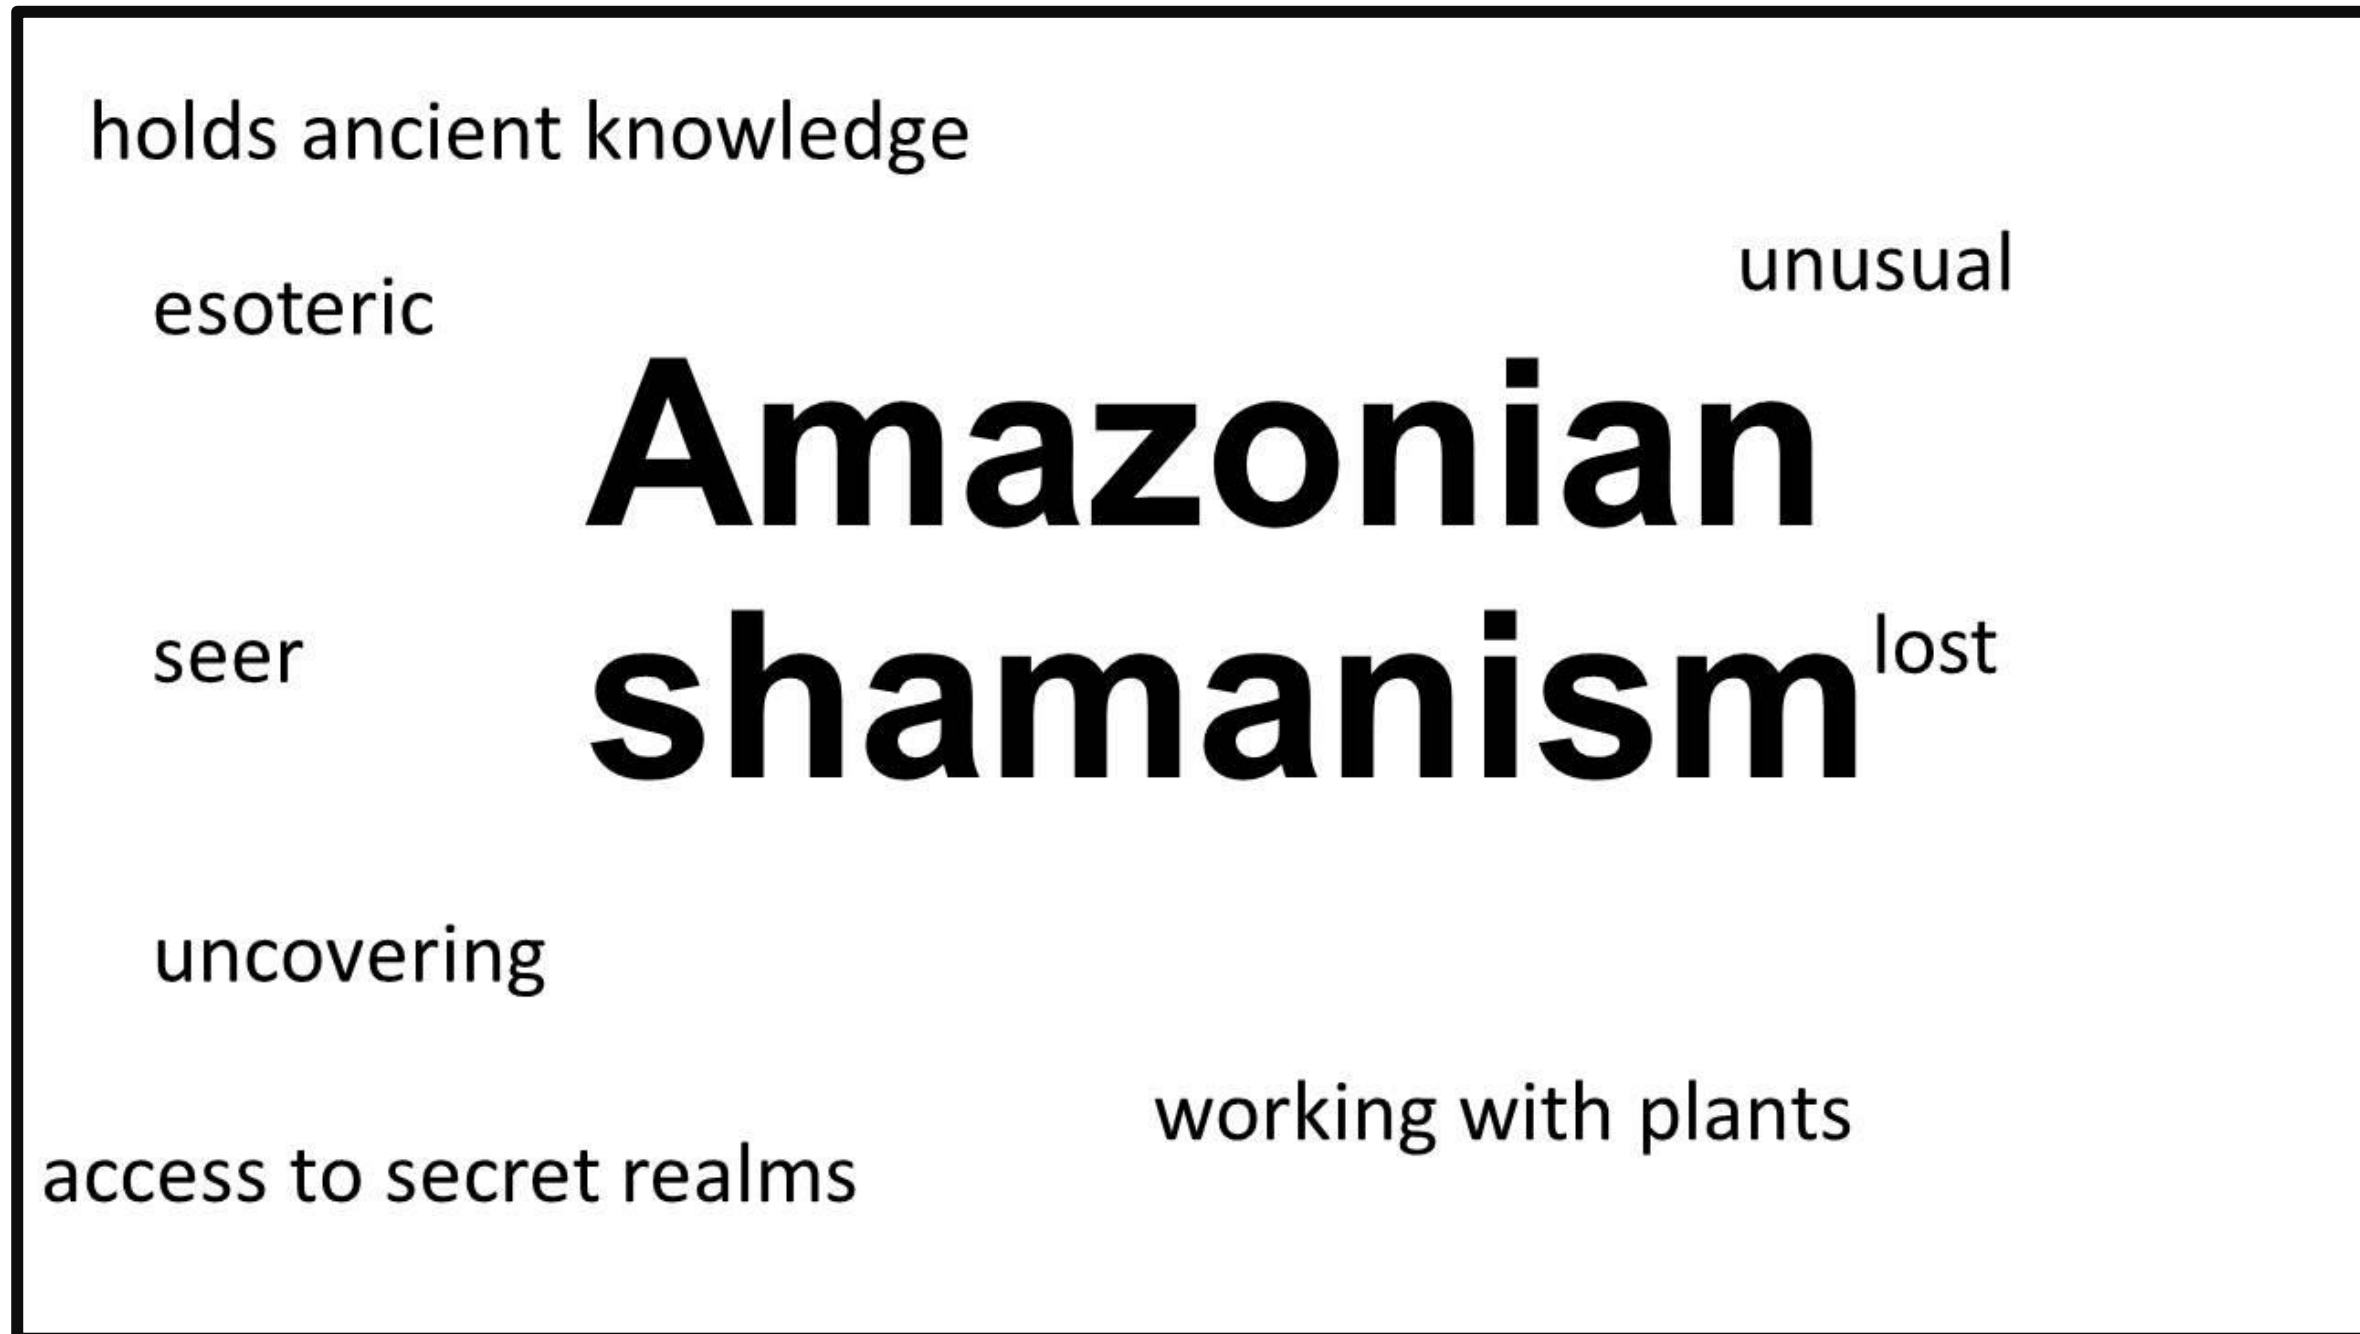 holds ancient knowledge
unusual
esoteric
Amazonian
shamanism
lost
seer
uncovering
working with plants
access to secret realms